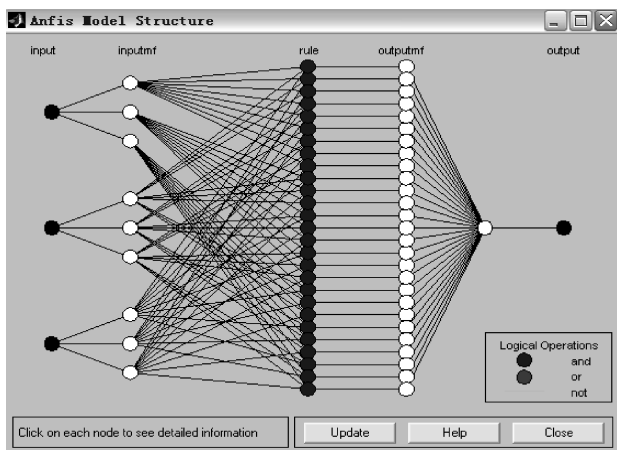 Anfis Model Structure
input
inputmf
rule
outputmf
output
Logical Operations
and
or
not
Click on each node to see detailed information
Update
Help
Close